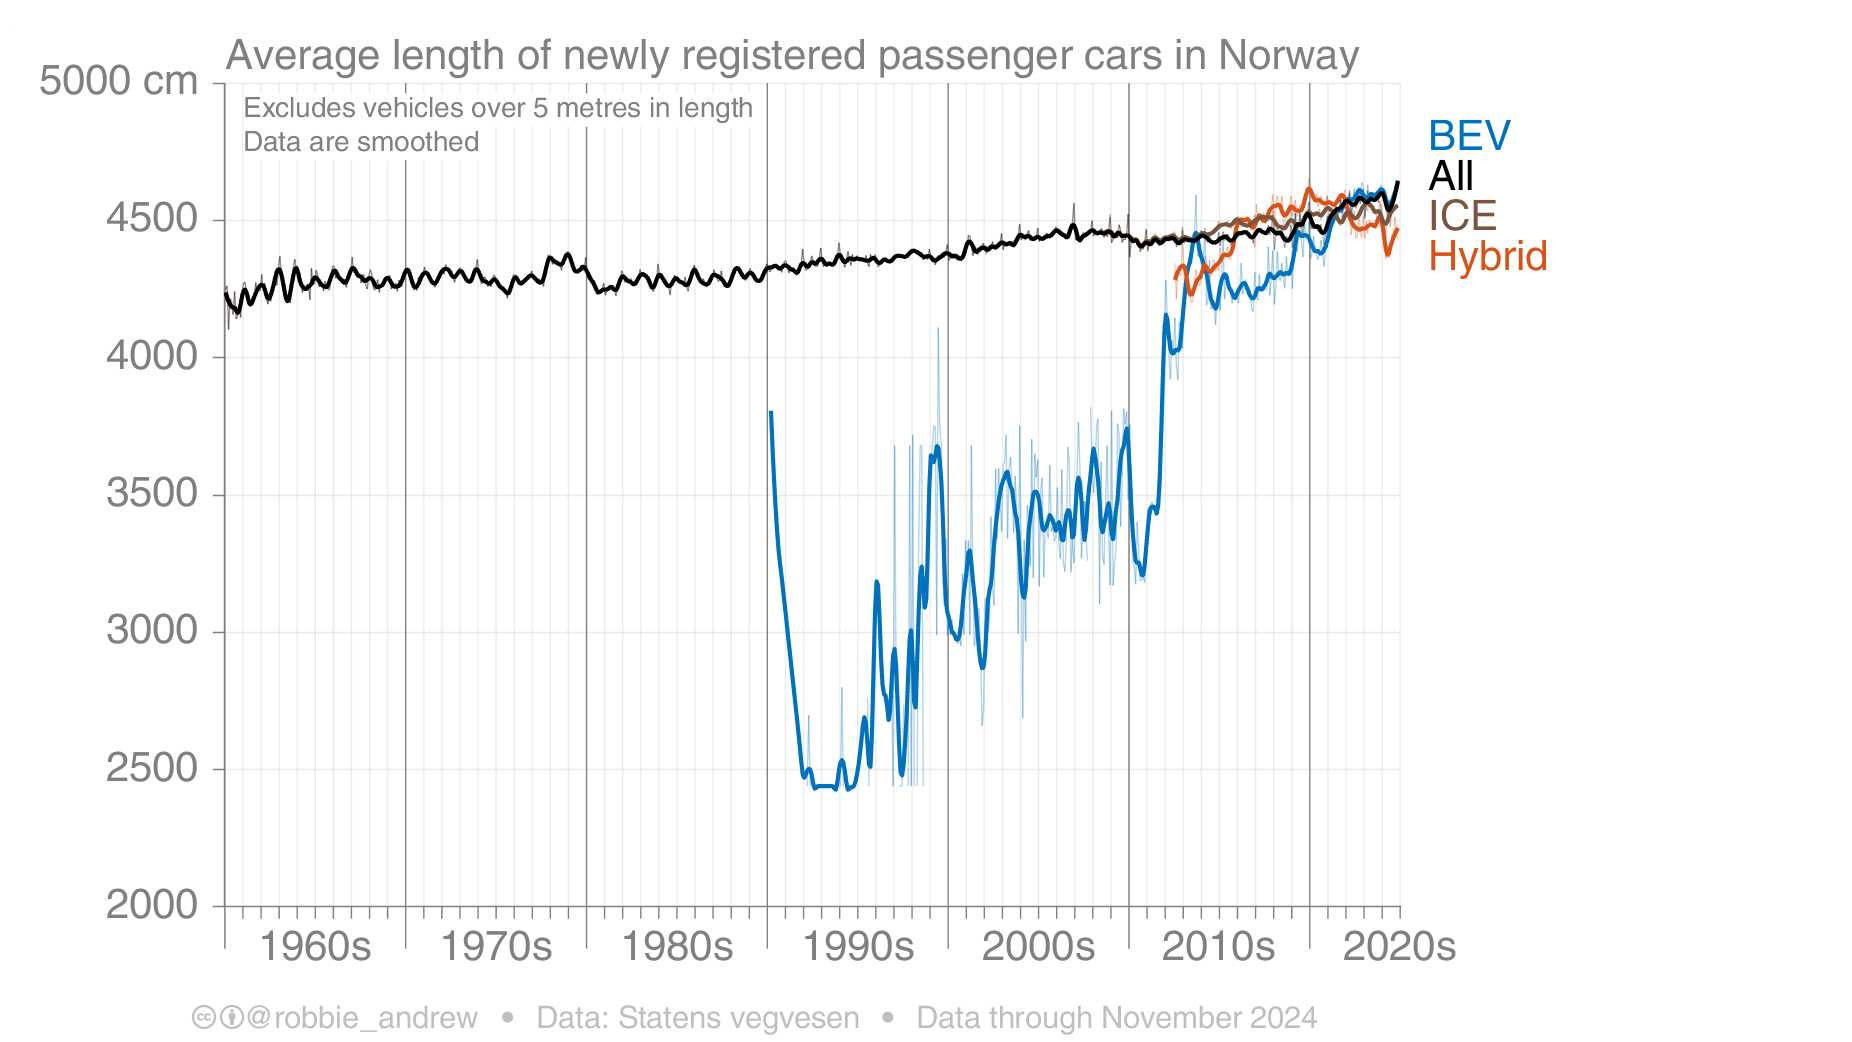 Average length of newly registered passenger cars in Norway
5000 cm
Excludes vehicles over 5 metres in length
Data are smoothed
BEV
All
ICE
Hybrid
4500
4000
3500
3000
2500
2000
1960s 1970s 1980s 1990s 2000s 2010s 2020s
cc @robbie_andrew • Data: Statens vegvesen • Data through November 2024